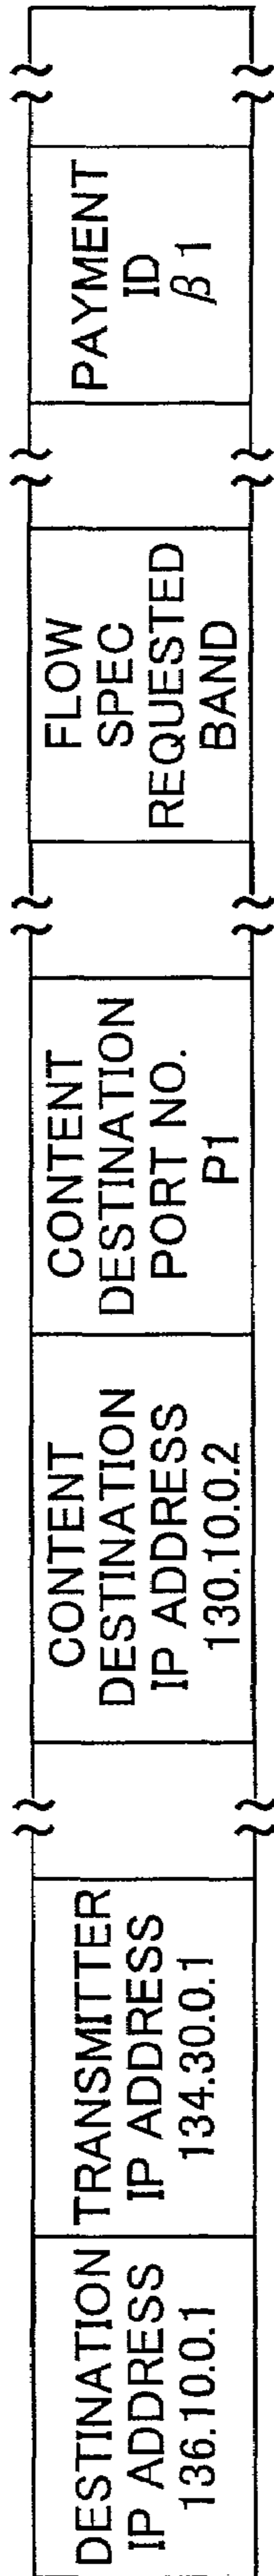 DESTINATION
IP ADDRESS
136.10.0.1
TRANSMITTER
IP ADDRESS
134.30.0.1
CONTENT
DESTINATION
IP ADDRESS
130.10.0.2
CONTENT
DESTINATION
PORT NO.
P1
FLOW
SPEC
REQUESTED
BAND
PAYMENT
ID
β1